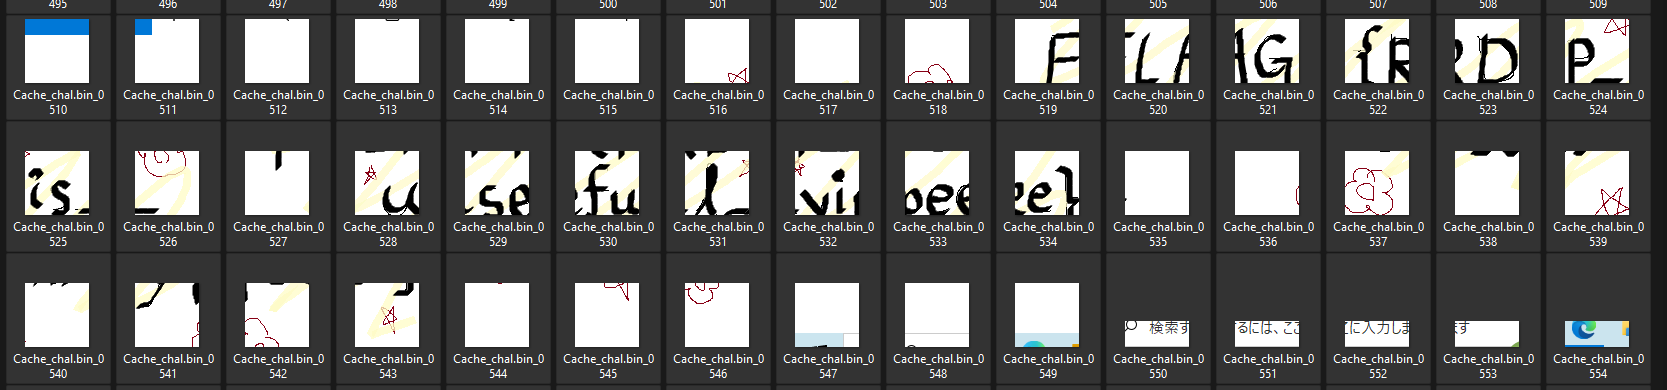 495 496 497 498 499 500 501 502 503 504 505 506 507 508 509
Cache_chal.bin_0510 Cache_chal.bin_0511 Cache_chal.bin_0512 Cache_chal.bin_0513 Cache_chal.bin_0514 Cache_chal.bin_0515 Cache_chal.bin_0516 Cache_chal.bin_0517 Cache_chal.bin_0518 Cache_chal.bin_0519 Cache_chal.bin_0520 Cache_chal.bin_0521 Cache_chal.bin_0522 Cache_chal.bin_0523 Cache_chal.bin_0524
F LA AG {R RD P_
Cache_chal.bin_0525 Cache_chal.bin_0526 Cache_chal.bin_0527 Cache_chal.bin_0528 Cache_chal.bin_0529 Cache_chal.bin_0530 Cache_chal.bin_0531 Cache_chal.bin_0532 Cache_chal.bin_0533 Cache_chal.bin_0534 Cache_chal.bin_0535 Cache_chal.bin_0536 Cache_chal.bin_0537 Cache_chal.bin_0538 Cache_chal.bin_0539
is_ _ u se fu l_ vi pee ee}
Cache_chal.bin_0540 Cache_chal.bin_0541 Cache_chal.bin_0542 Cache_chal.bin_0543 Cache_chal.bin_0544 Cache_chal.bin_0545 Cache_chal.bin_0546 Cache_chal.bin_0547 Cache_chal.bin_0548 Cache_chal.bin_0549 Cache_chal.bin_0550 Cache_chal.bin_0551 Cache_chal.bin_0552 Cache_chal.bin_0553 Cache_chal.bin_0554
検索す るには、ここ こに入力しま ます